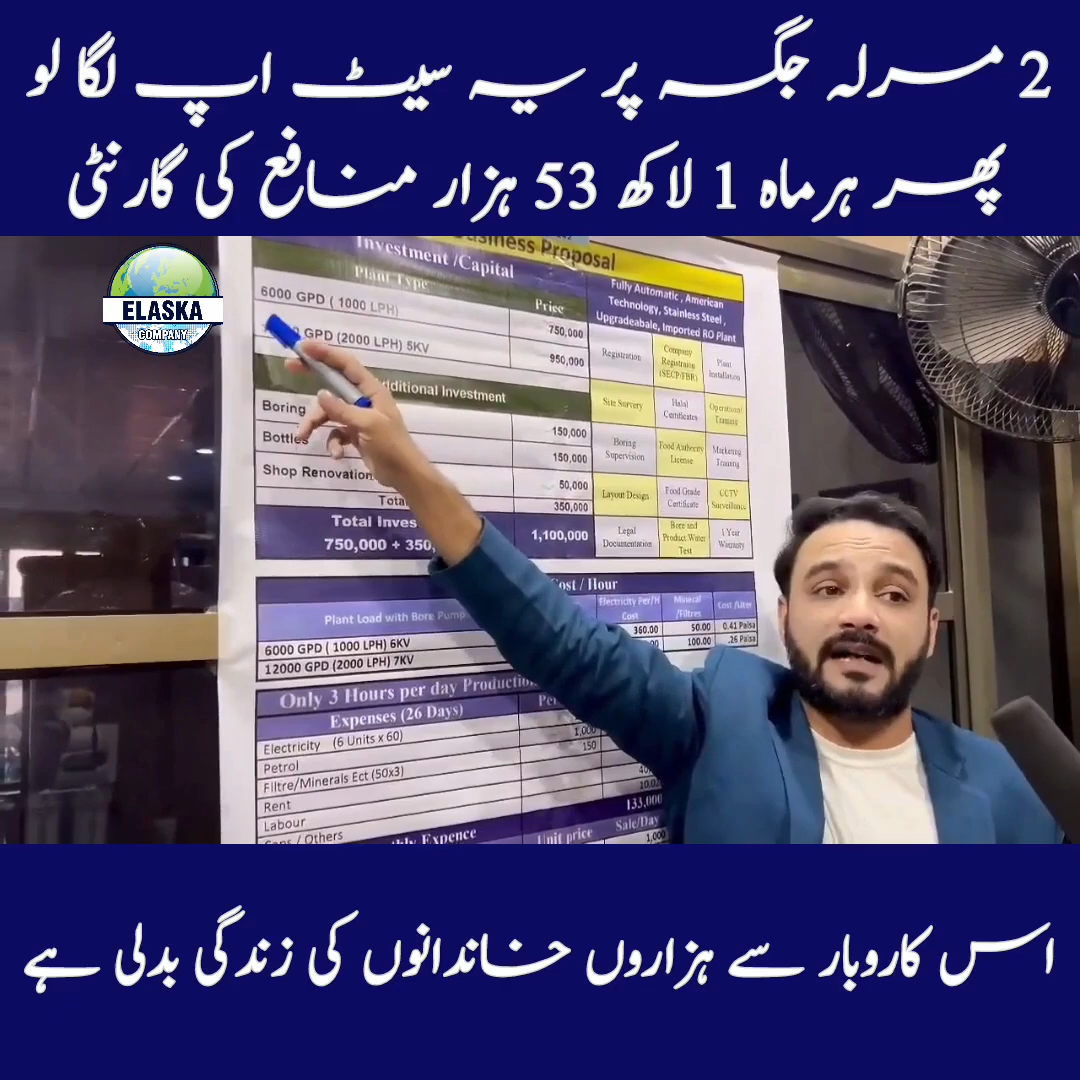 2 مرلہ جگہ پر یہ سیٹ اپ لگا لو
پھر ہر ماہ 1 لاکھ 53 ہزار منافع کی گارنٹی
ELASKA
COMPANY
Business Proposal
Investment /Capital
Plant Type Price
6000 GPD ( 1000 LPH) 750,000
GPD (2000 LPH) 5KV 950,000
Additional Investment
Boring 150,000
Bottles 150,000
Shop Renovation 50,000
350,000
Total
750,000 + 1,100,000
Fully Automatic , American
Technology, Stainless Steel ,
Upgradeabale, Imported RO Plant
Registration Company Registraion (SECP/FBR) Plant Installation
Site Survery Halal Certificates Operational Training
Boring Supervision Food Authority License Marketing Training
Layout Design Food Grade Certificate CCTV Surveillance
Legal Documentation Bore and Product Water Test 1 Year Warranty
Cost / Hour
Plant Load with Bore Pump Electricity Per/H Cost Mineral /Filtres Cost /Liter
6000 GPD ( 1000 LPH) 6KV 360.00 50.00 0.41 Paisa
12000 GPD (2000 LPH) 7KV 100.00 .26 Paisa
Only 3 Hours per day
Expenses (26 Days)
Electricity (6 Units x 60)
Petrol 1,000
Filtre/Minerals Ect (50x3) 150
Rent
Labour
/ Others 133,000
Expence Unit price Sale/Day
1,000
اس کاروبار سے ہزاروں خاندانوں کی زندگی بدلی ہے